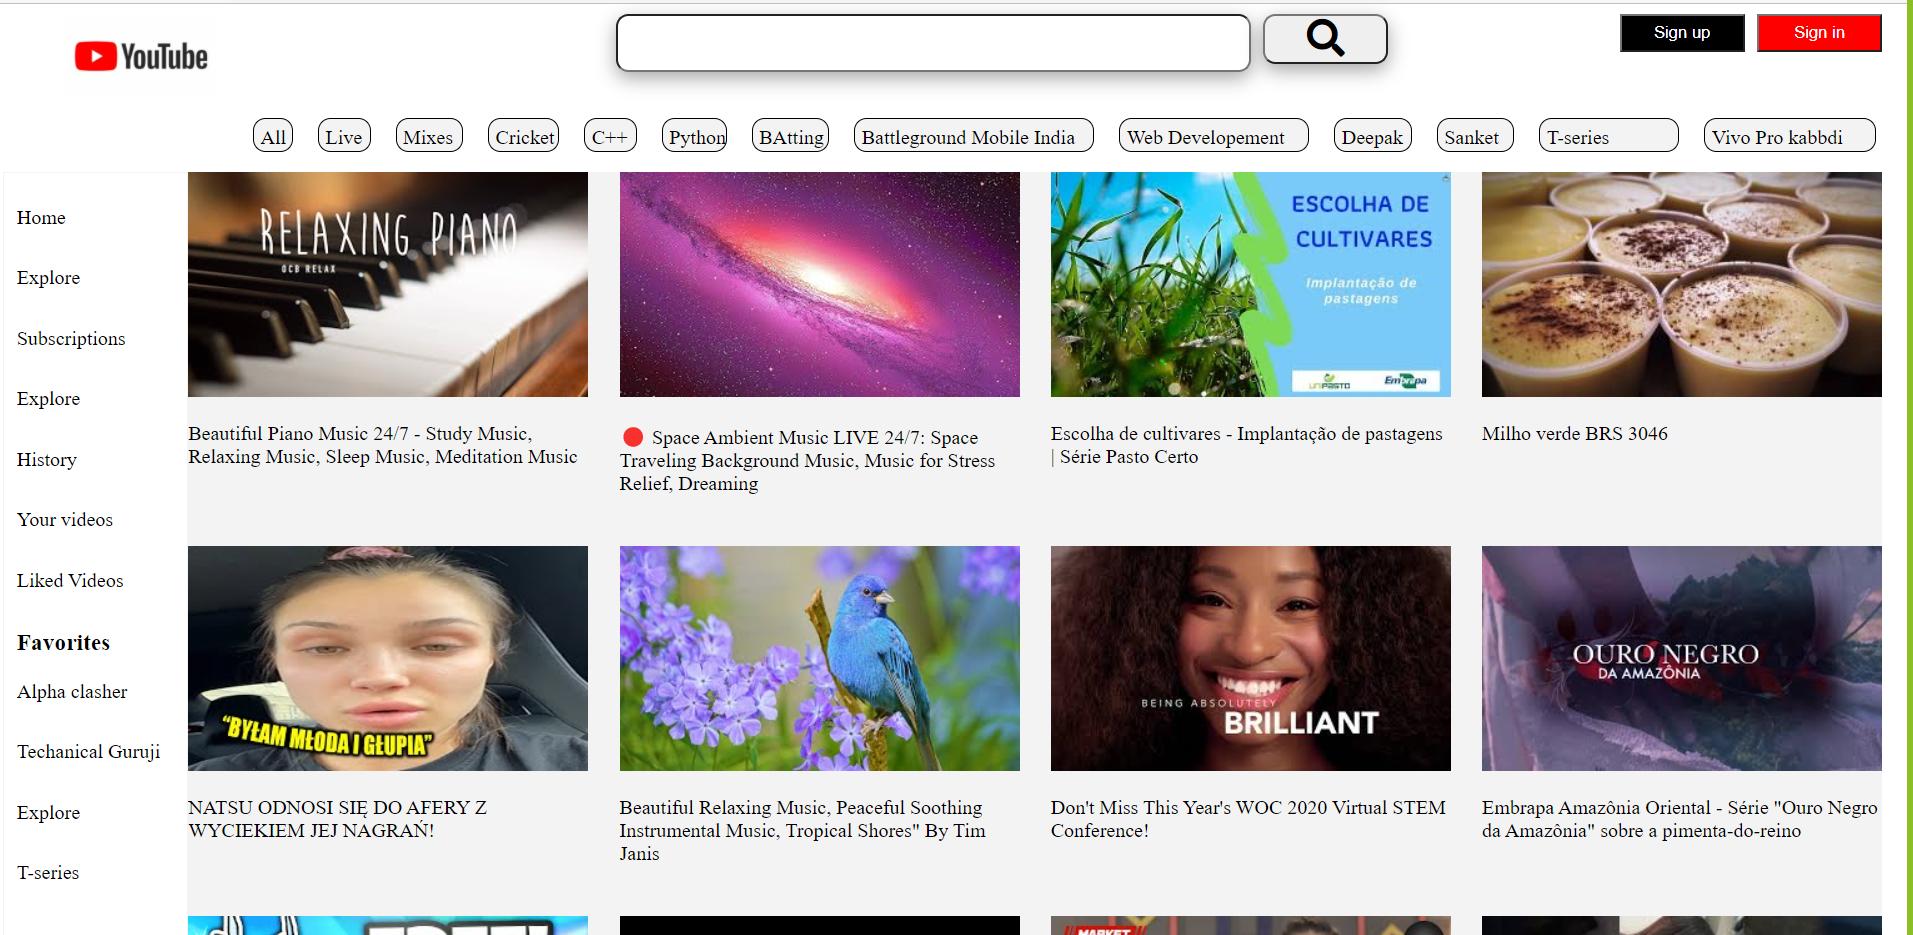 YouTube
Sign up
Sign in
All
Live
Mixes
Cricket
C++
Python
BAtting
Battleground Mobile India
Web Developement
Deepak
Sanket
T-series
Vivo Pro kabbdi
Home
Explore
Subscriptions
Explore
History
Your videos
Liked Videos
Favorites
Alpha clasher
Techanical Guruji
Explore
T-series
RELAXING PIANO
OCB RELAX
Beautiful Piano Music 24/7 - Study Music,
Relaxing Music, Sleep Music, Meditation Music
🔴 Space Ambient Music LIVE 24/7: Space
Traveling Background Music, Music for Stress
Relief, Dreaming
ESCOLHA DE
CULTIVARES
Implantação de
pastagens
UNIPASTO
Embrapa
Escolha de cultivares - Implantação de pastagens
| Série Pasto Certo
Milho verde BRS 3046
“BYŁAM MŁODA I GŁUPIA”
NATSU ODNOSI SIĘ DO AFERY Z
WYCIEKIEM JEJ NAGRAŃ!
Beautiful Relaxing Music, Peaceful Soothing
Instrumental Music, Tropical Shores" By Tim
Janis
BEING ABSOLUTELY
BRILLIANT
Don't Miss This Year's WOC 2020 Virtual STEM
Conference!
OURO NEGRO
DA AMAZÔNIA
Embrapa Amazônia Oriental - Série "Ouro Negro
da Amazônia" sobre a pimenta-do-reino
MARKET